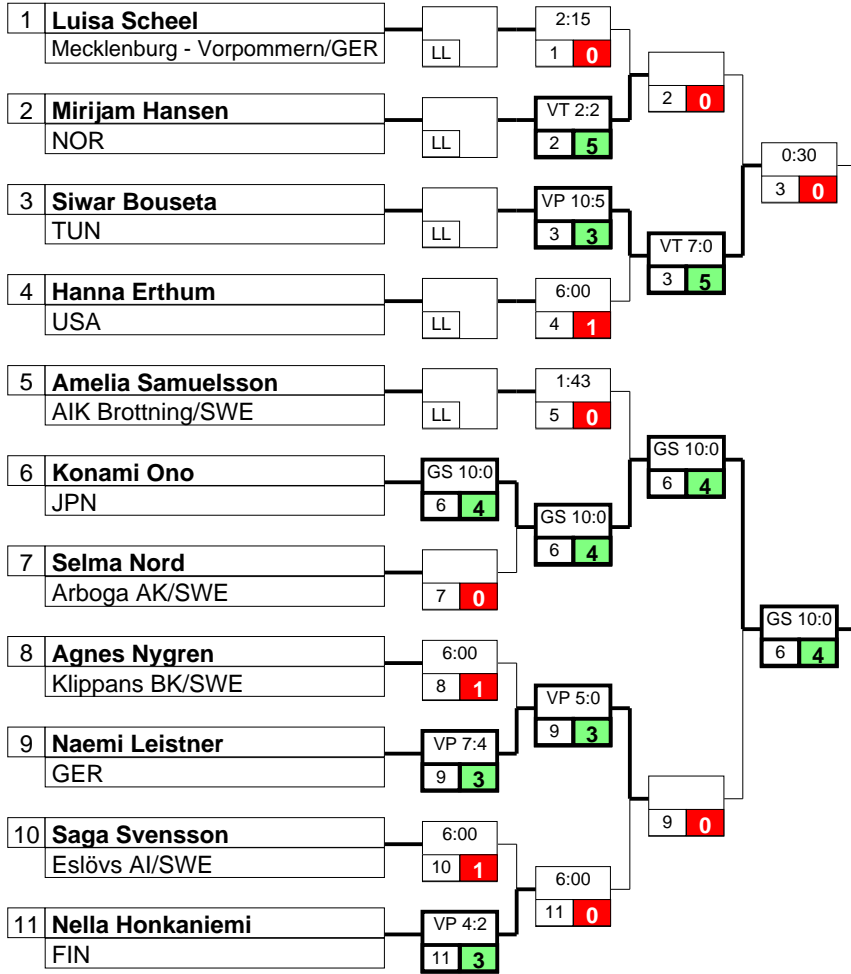 1 Luisa Scheel
Mecklenburg - Vorpommern/GER
LL
2:15
1 0
2 Mirijam Hansen
NOR
LL
VT 2:2
2 5
2 0
3 Siwar Bouseta
TUN
LL
VP 10:5
3 3
VT 7:0
3 5
0:30
3 0
4 Hanna Erthum
USA
LL
6:00
4 1
5 Amelia Samuelsson
AIK Brottning/SWE
LL
1:43
5 0
6 Konami Ono
JPN
GS 10:0
6 4
GS 10:0
6 4
GS 10:0
6 4
7 Selma Nord
Arboga AK/SWE
7 0
8 Agnes Nygren
Klippans BK/SWE
6:00
8 1
GS 10:0
6 4
9 Naemi Leistner
GER
VP 7:4
9 3
VP 5:0
9 3
9 0
10 Saga Svensson
Eslövs AI/SWE
6:00
10 1
11 Nella Honkaniemi
FIN
VP 4:2
11 3
6:00
11 0